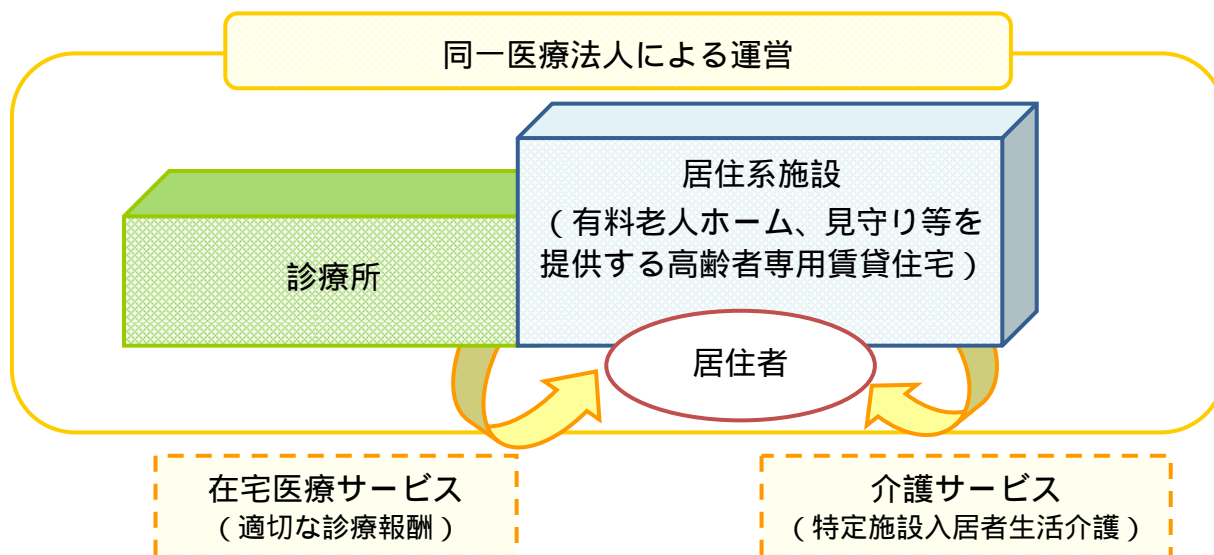 同一医療法人による運営
居住系施設
（有料老人ホーム、見守り等を
提供する高齢者専用賃貸住宅）
診療所
居住者
在宅医療サービス
（適切な診療報酬）
介護サービス
（特定施設入居者生活介護）